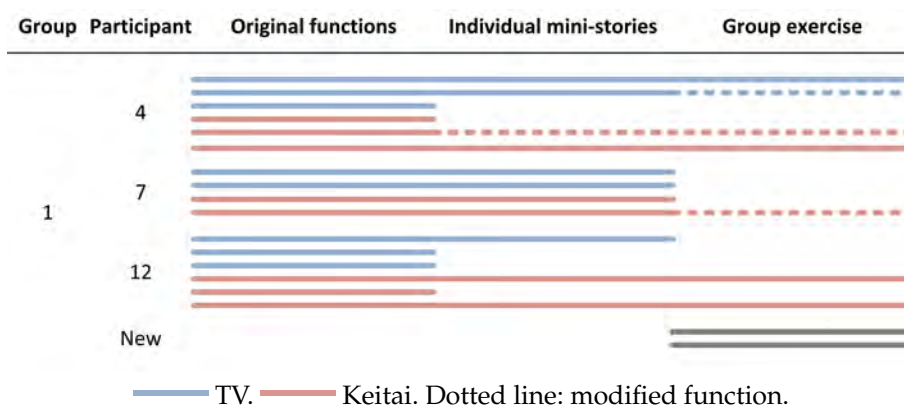 Group Participant Original functions Individual mini-stories Group exercise
4
7
1
12
New
TV. Keitai. Dotted line: modified function.